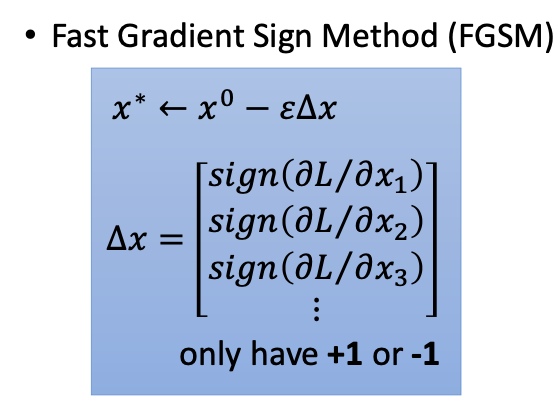 • Fast Gradient Sign Method (FGSM)
x* ← x⁰ − εΔx
Δx = [sign(∂L/∂x₁)
sign(∂L/∂x₂)
sign(∂L/∂x₃)
⋮]
only have +1 or -1